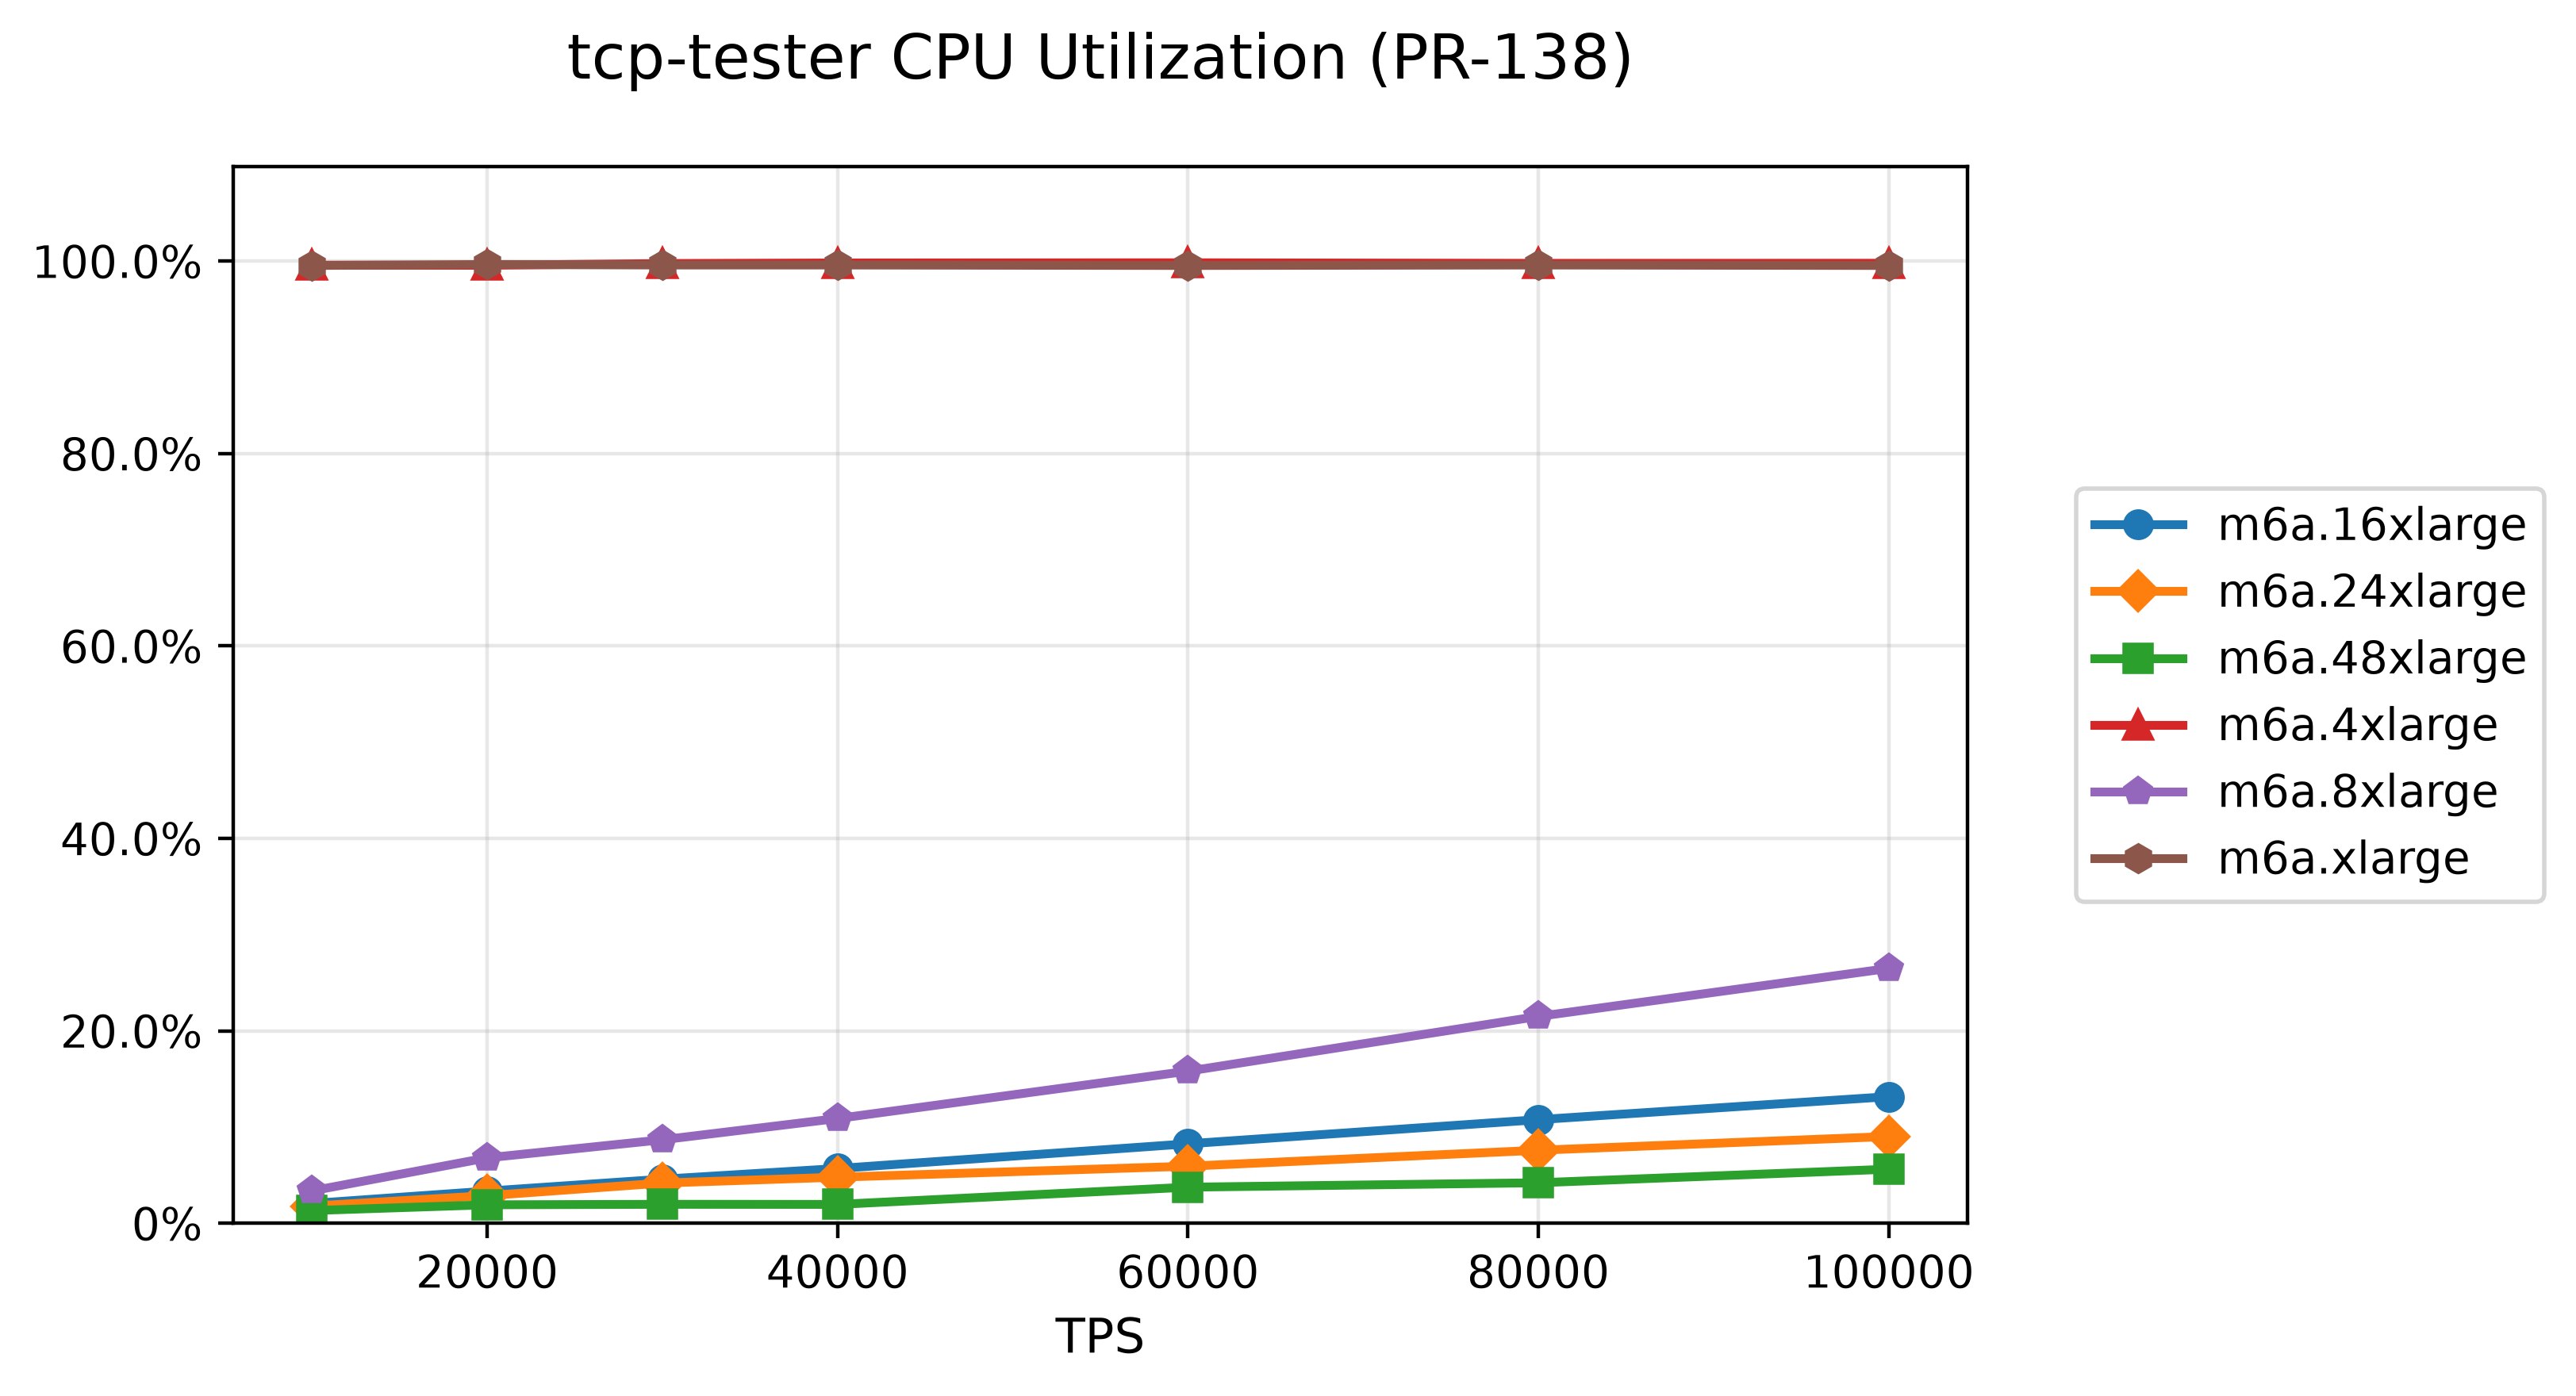 tcp-tester CPU Utilization (PR-138)
100.0%
80.0%
60.0%
40.0%
20.0%
0%
20000
40000
60000
80000
100000
TPS
m6a.16xlarge
m6a.24xlarge
m6a.48xlarge
m6a.4xlarge
m6a.8xlarge
m6a.xlarge